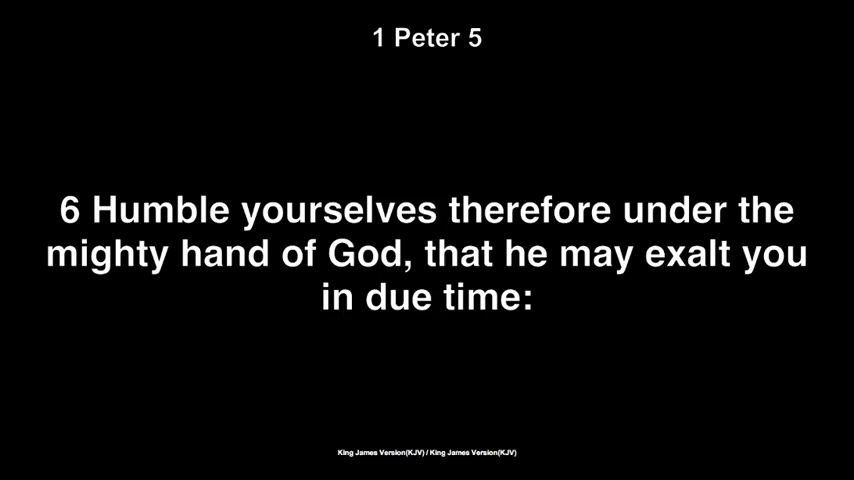 1 Peter 5
6 Humble yourselves therefore under the
mighty hand of God, that he may exalt you
in due time:
King James Version(KJV) / King James Version(KJV)